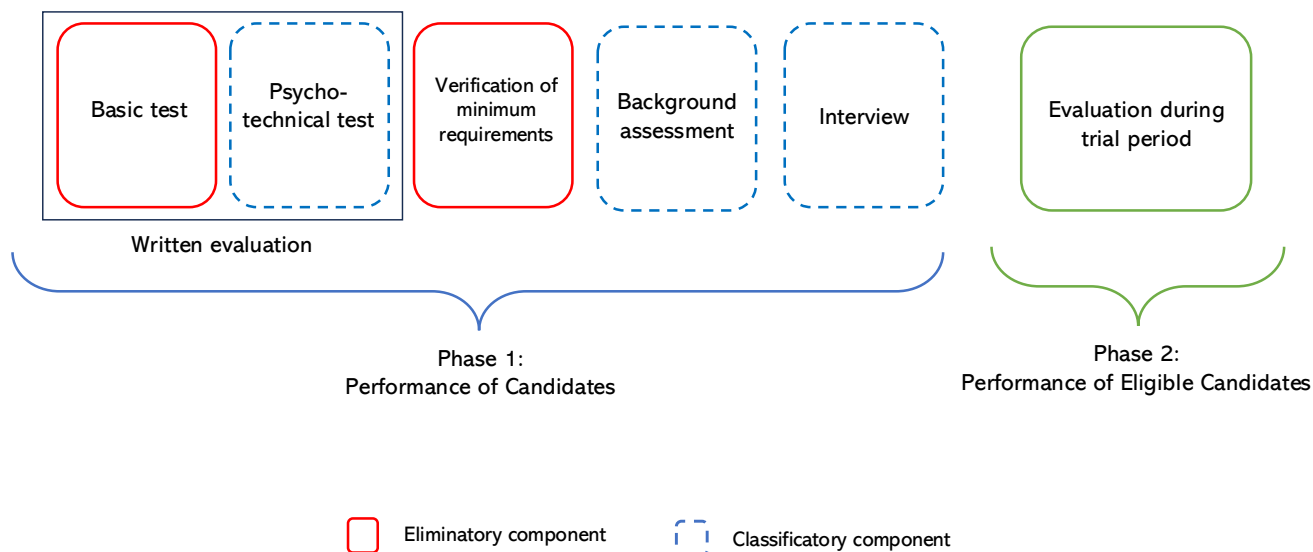 Basic test
Psycho-
technical test
Verification of
minimum
requirements
Background
assessment
Interview
Evaluation during
trial period
Written evaluation
Phase 1:
Performance of Candidates
Phase 2:
Performance of Eligible Candidates
Eliminatory component
Classificatory component